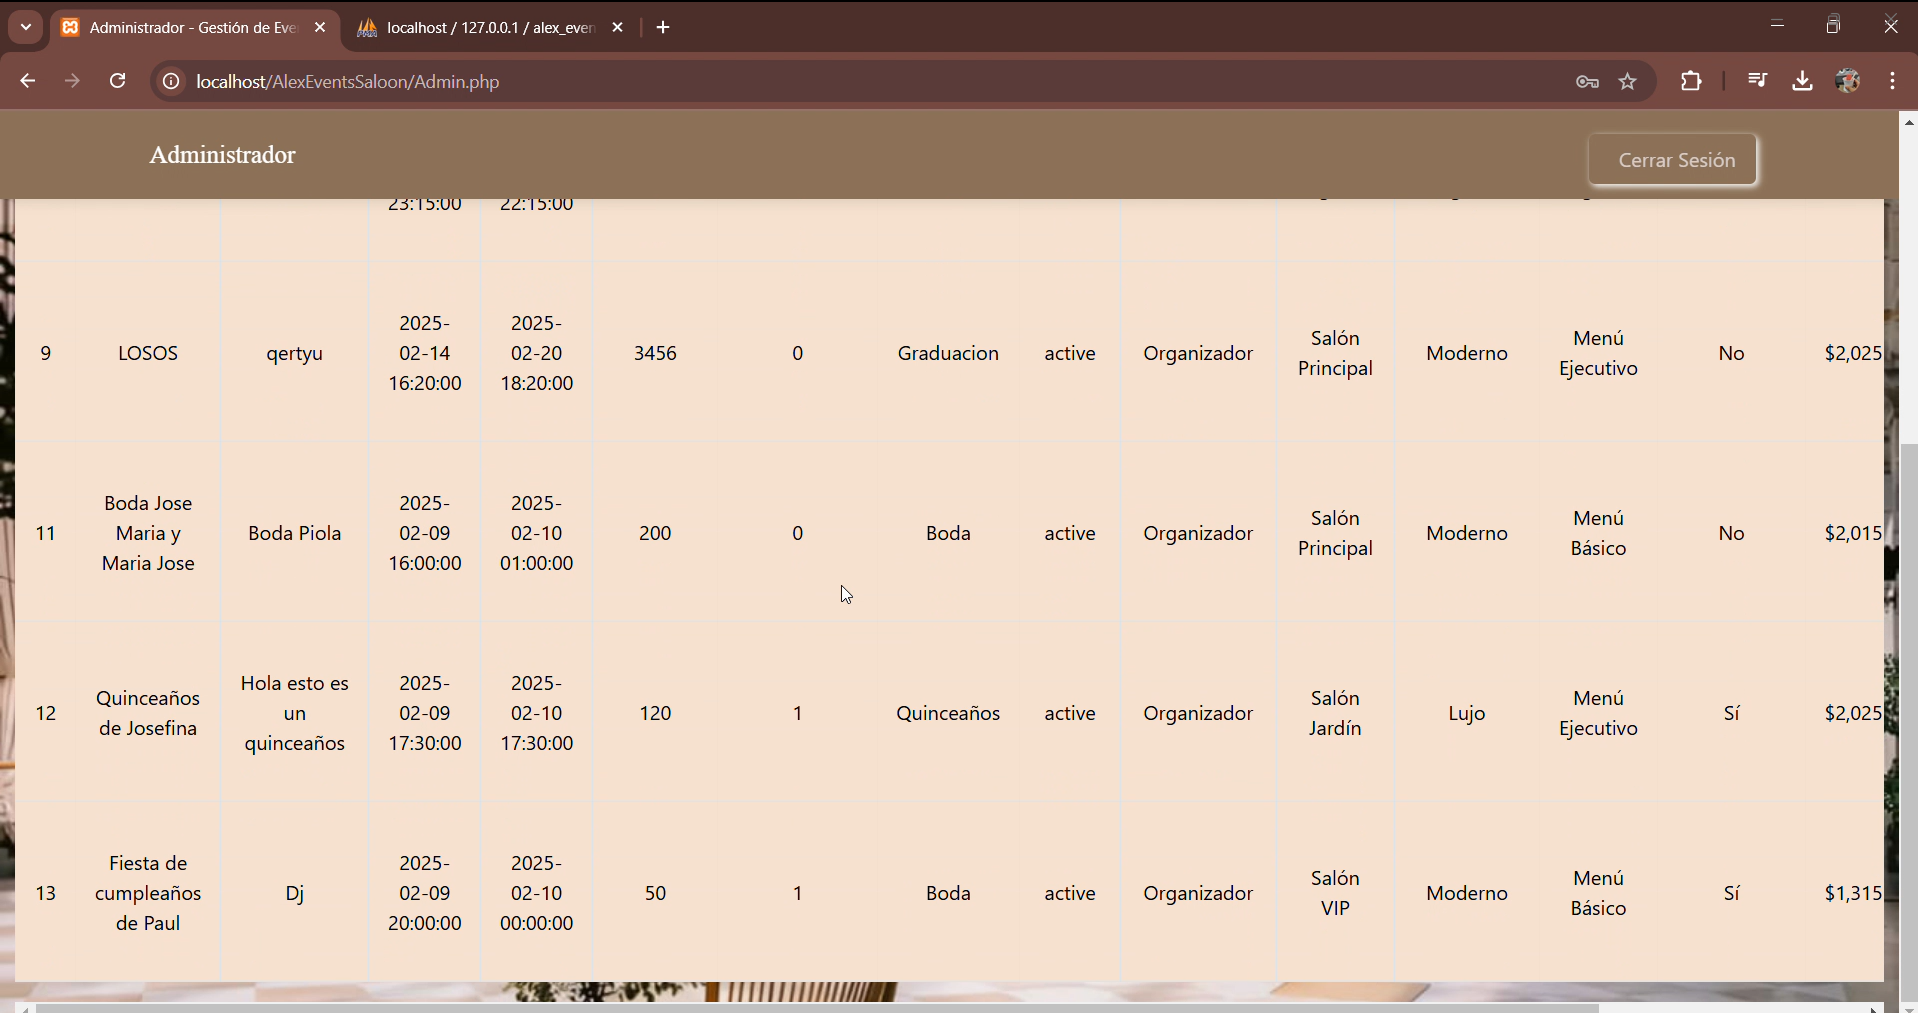 Administrador - Gestión de Eve
localhost / 127.0.0.1 / alex_even
localhost/AlexEventsSaloon/Admin.php
Administrador
Cerrar Sesión
23:15:00 22:15:00
9 LOSOS qertyu 2025-02-14 16:20:00 2025-02-20 18:20:00 3456 0 Graduacion active Organizador Salón Principal Moderno Menú Ejecutivo No $2,025
11 Boda Jose Maria y Maria Jose Boda Piola 2025-02-09 16:00:00 2025-02-10 01:00:00 200 0 Boda active Organizador Salón Principal Moderno Menú Básico No $2,015
12 Quinceaños de Josefina Hola esto es un quinceaños 2025-02-09 17:30:00 2025-02-10 17:30:00 120 1 Quinceaños active Organizador Salón Jardín Lujo Menú Ejecutivo Sí $2,025
13 Fiesta de cumpleaños de Paul Dj 2025-02-09 20:00:00 2025-02-10 00:00:00 50 1 Boda active Organizador Salón VIP Moderno Menú Básico Sí $1,315